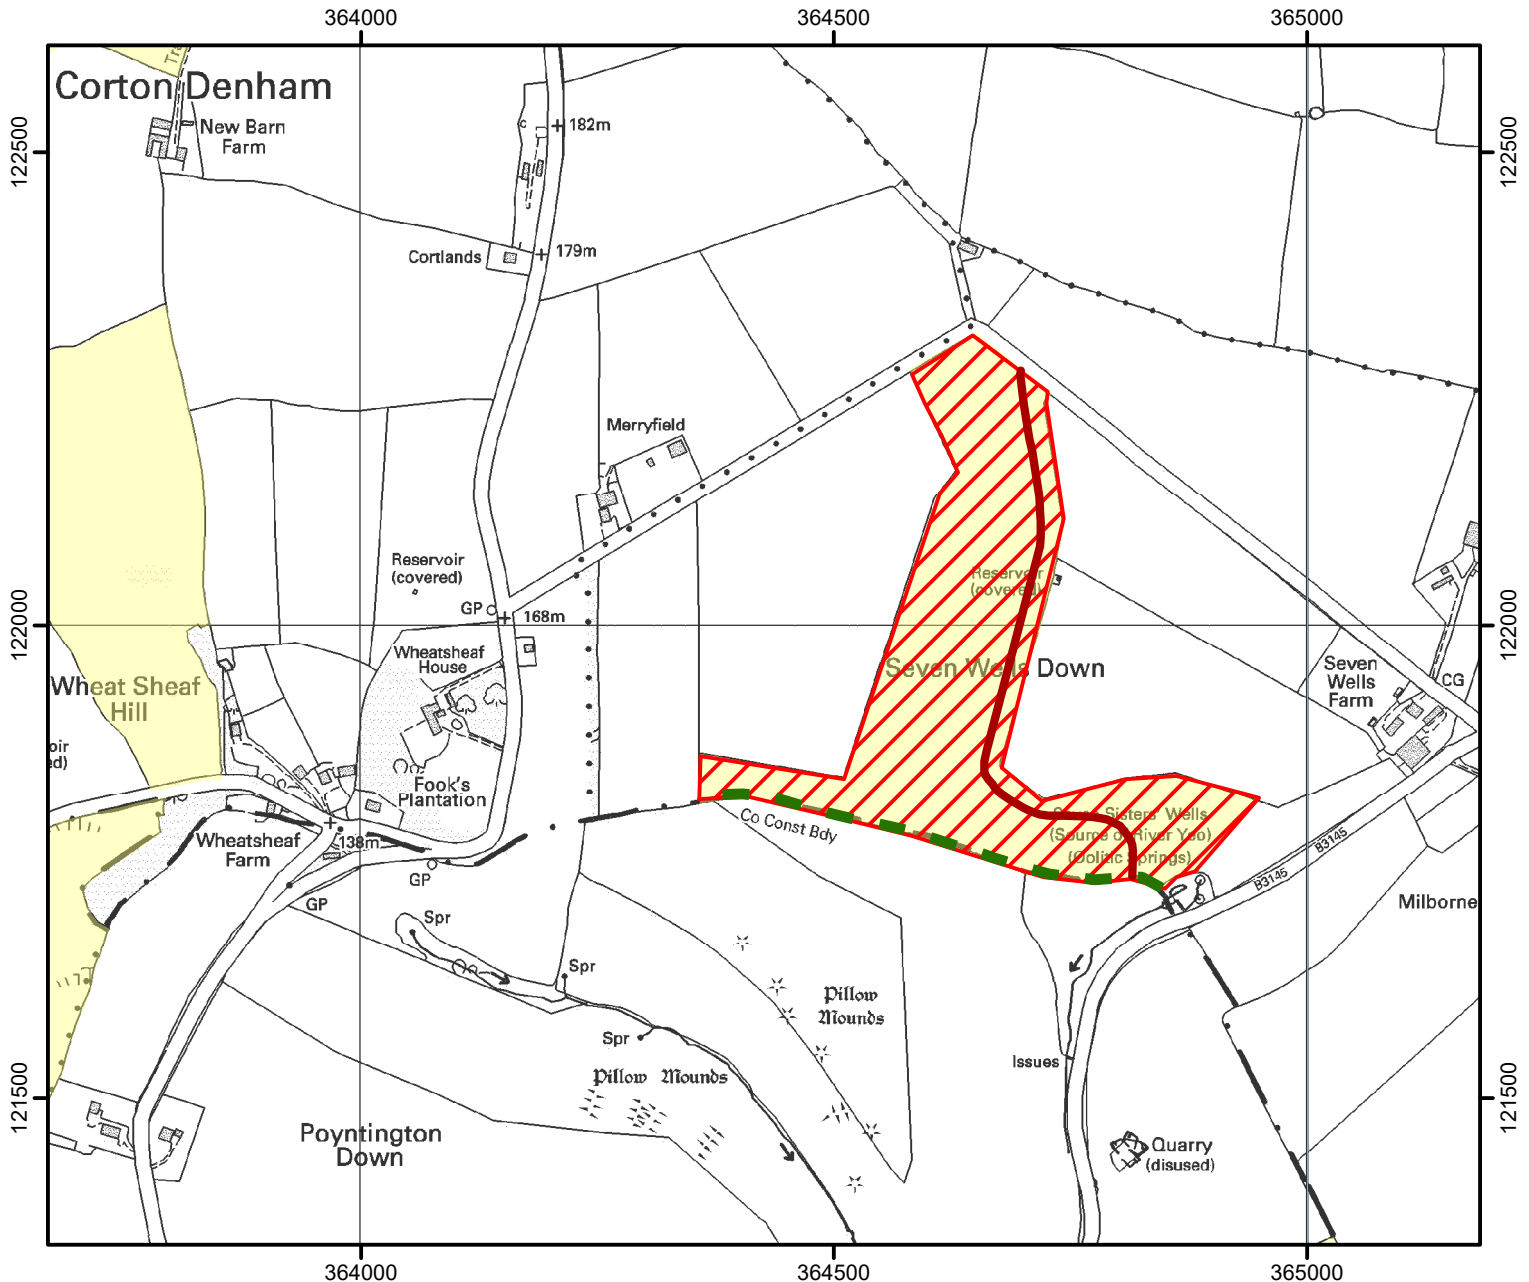 364000
364500
365000
122500
122500
Tra
Corton Denham
New Barn
Farm
182m
179m
Cortlands
Merryfield
Reservoir
(covered)
GP
168m
Reservoir
(covered)
122000
122000
Wheatsheaf
House
Seven Wells Down
Seven
Wells
Farm
CG
Wheat Sheaf
Hill
oir
ed)
Fook's
Plantation
Co Const Bdy
Seven Sisters' Wells
(Source of River Yeo)
(Oolitic Springs)
Wheatsheaf
Farm
138m
GP
GP
B3145
B3145
Milborne
Spr
Spr
Spr
Pillow
Mounds
Pillow Mounds
Issues
121500
121500
Poyntington
Down
Quarry
(disused)
364000
364500
365000